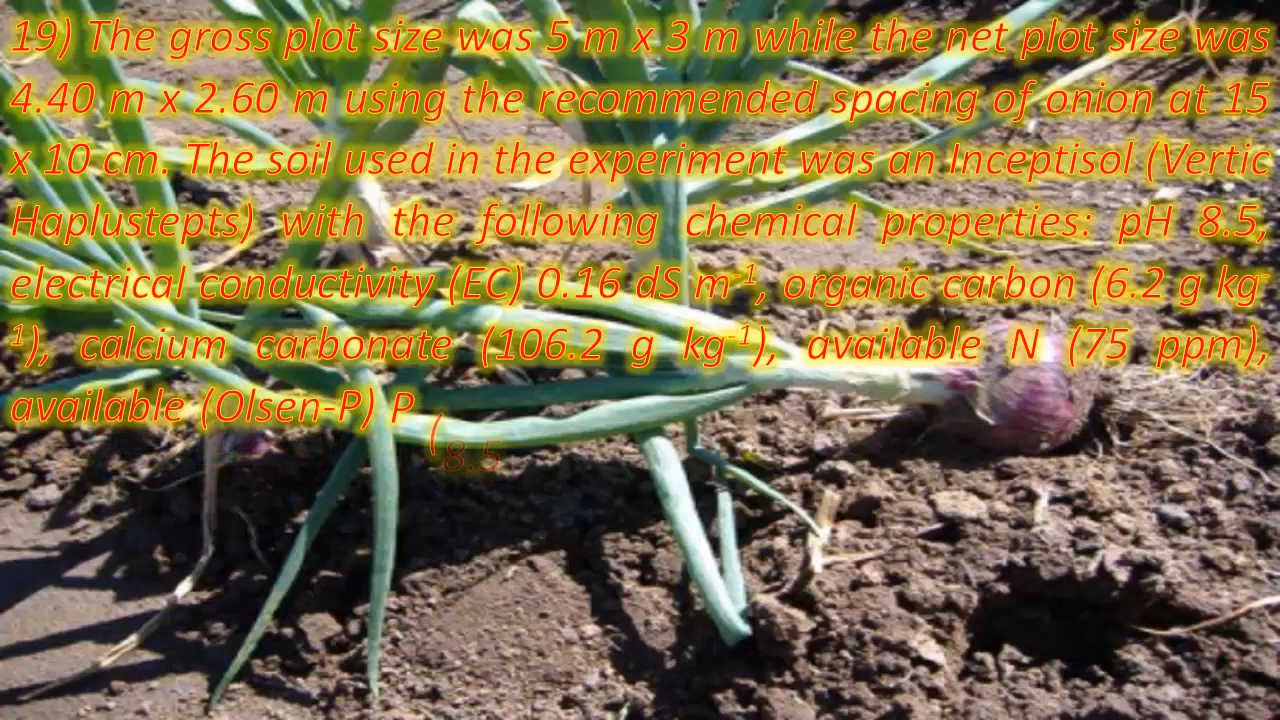 19) The gross plot size was 5 m x 3 m while the net plot size was
4.40 m x 2.60 m using the recommended spacing of onion at 15
x 10 cm. The soil used in the experiment was an Inceptisol (Vertic
Haplustepts) with the following chemical properties: pH 8.5,
electrical conductivity (EC) 0.16 dS m-1, organic carbon (6.2 g kg-
1), calcium carbonate (106.2 g kg-1), available N (75 ppm),
available (Olsen-P) P (8.5